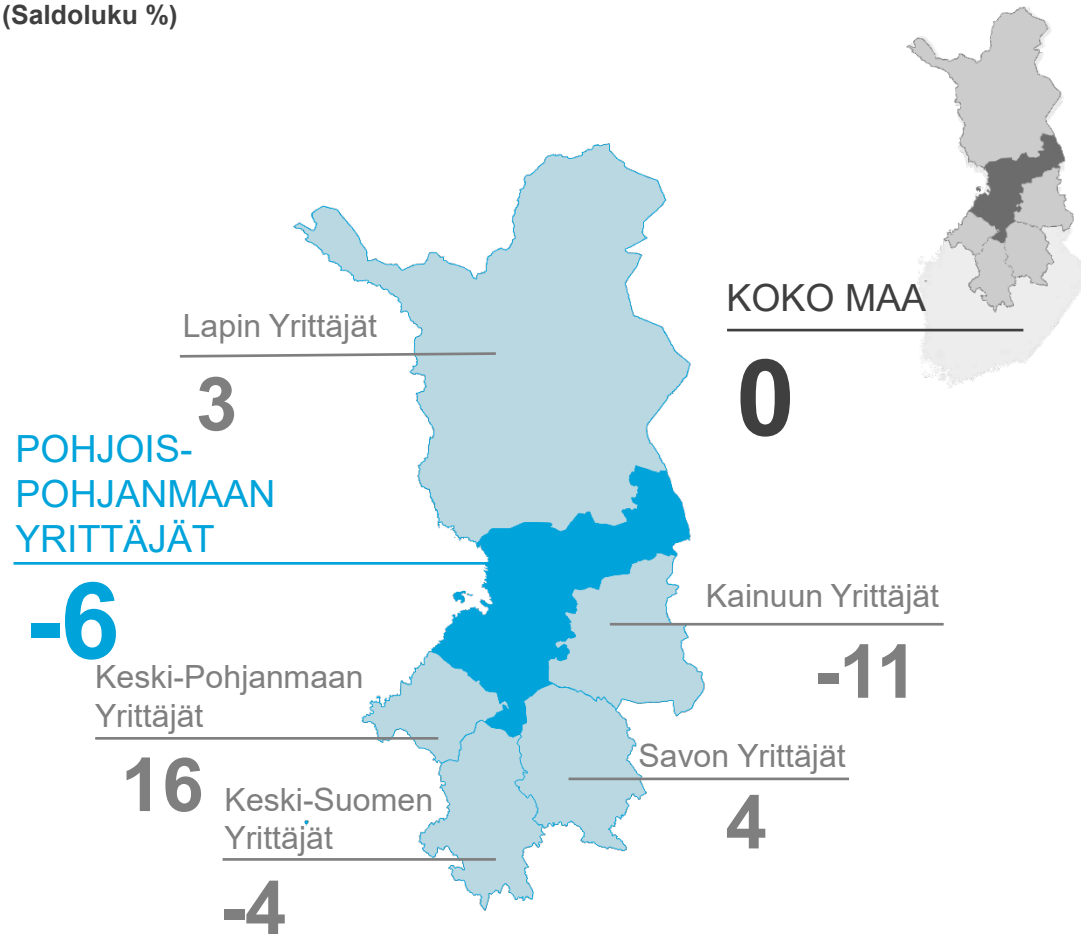 (Saldoluku %)
KOKO MAA
0
Lapin Yrittäjät
3
POHJOIS-
POHJANMAAN
YRITTÄJÄT
-6
Kainuun Yrittäjät
-11
Keski-Pohjanmaan
Yrittäjät
16
Savon Yrittäjät
4
Keski-Suomen
Yrittäjät
-4